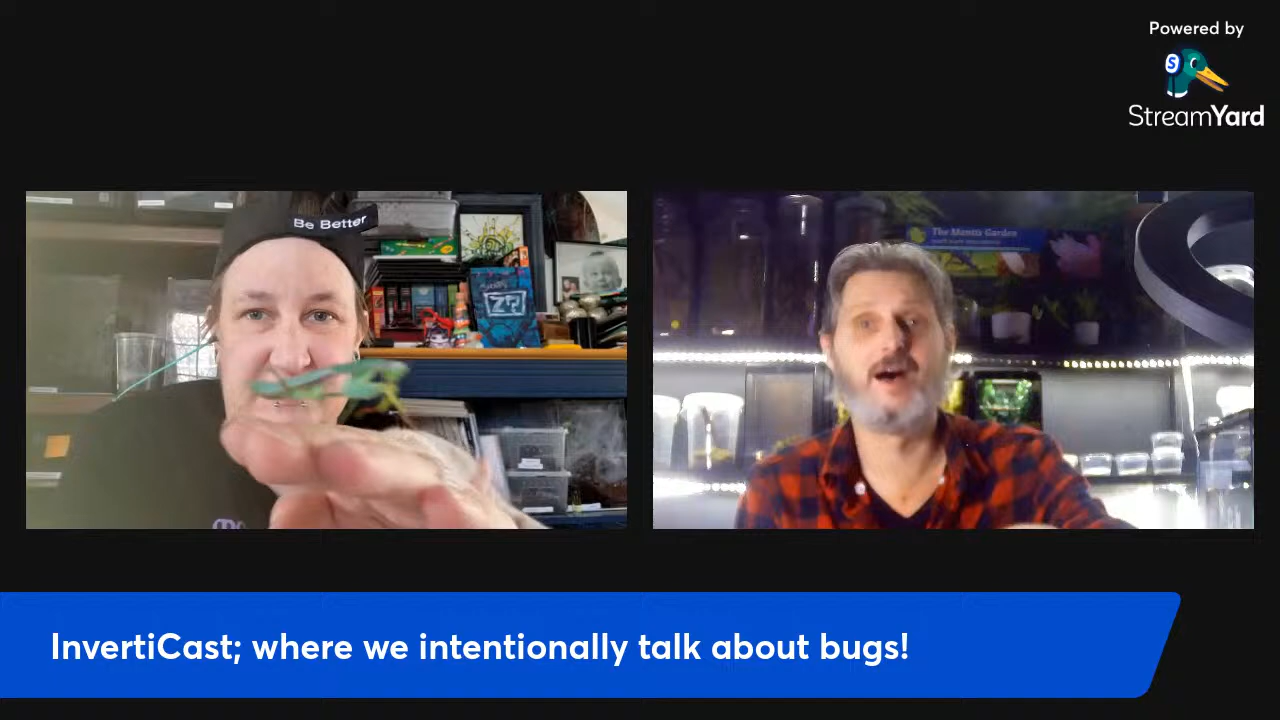 Powered by
S
StreamYard
Be Better
The Mantis Garden
InvertiCast; where we intentionally talk about bugs!